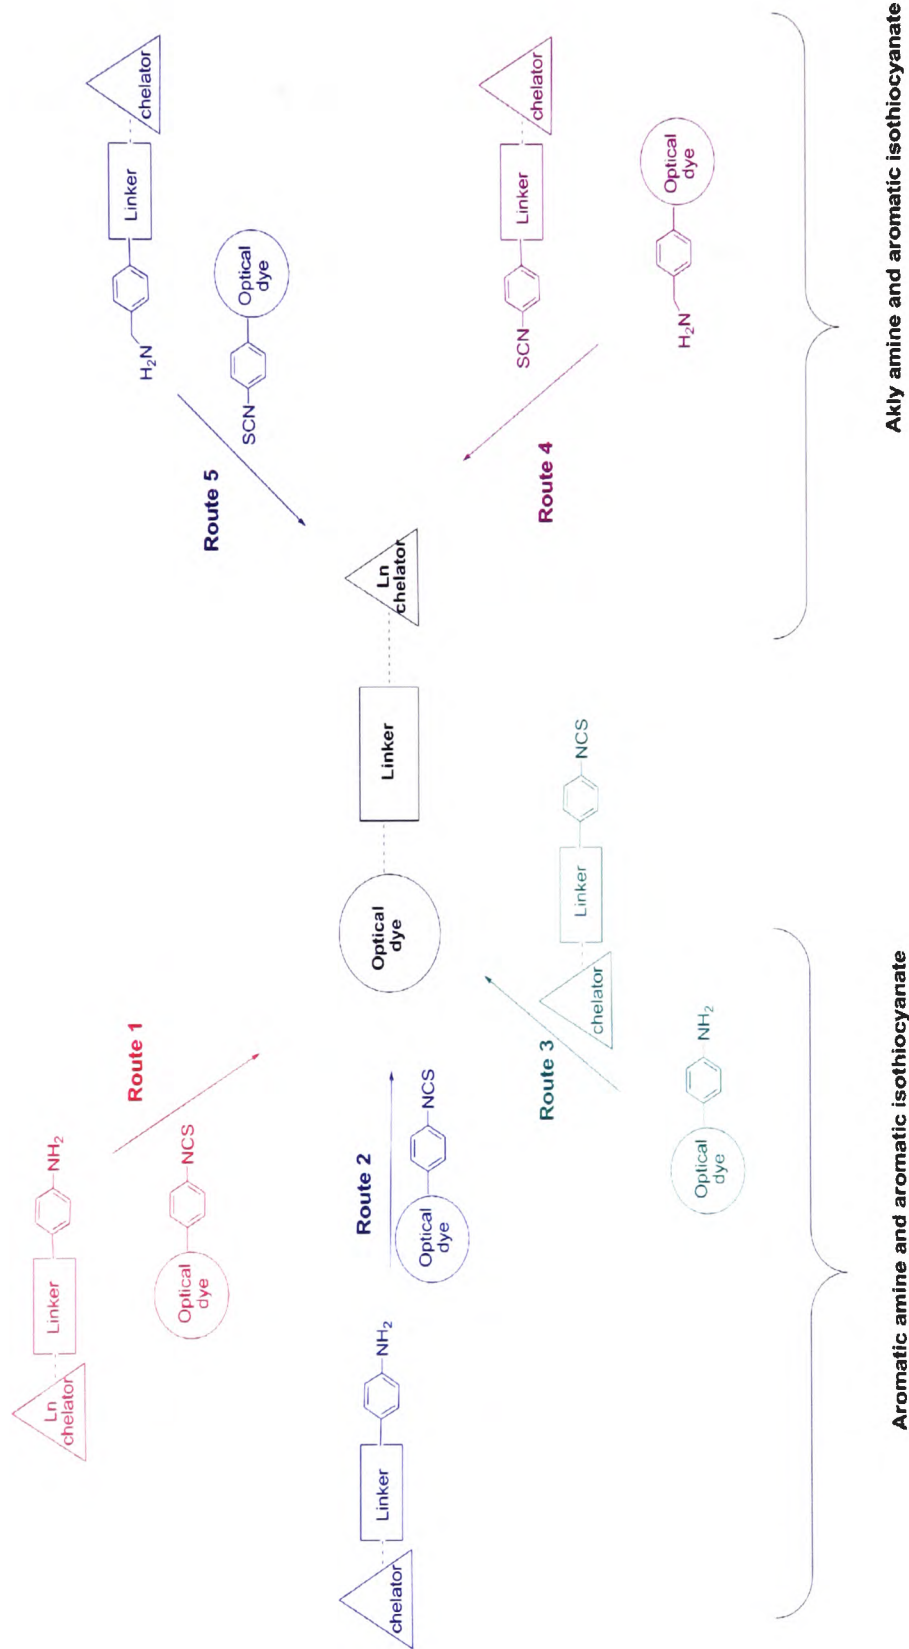 Ln
chelator
Linker
NH2
Optical
dye
NCS
Route 1
chelator
Linker
NH2
Route 2
Optical
dye
NCS
Route 3
chelator
Linker
NCS
Optical
dye
NH2
Aromatic amine and aromatic isothiocyanate
Optical
dye
Linker
Ln
chelator
H2N
Linker
chelator
SCN
Optical
dye
Route 5
Route 4
SCN
Linker
chelator
H2N
Optical
dye
Akly amine and aromatic isothiocyanate